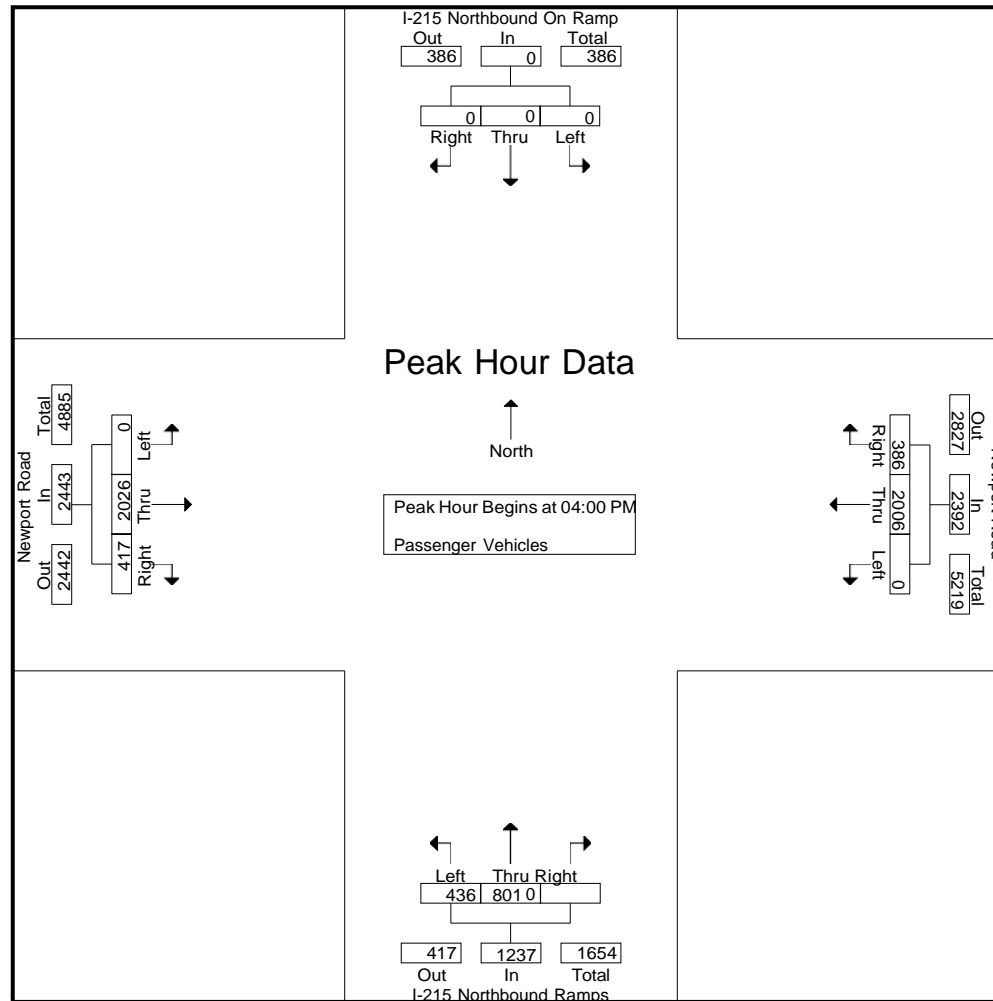 I-215 Northbound On Ramp
Out In Total
386 0 386
0 0 0
Right Thru Left
Peak Hour Data
North
Peak Hour Begins at 04:00 PM
Passenger Vehicles
Newport Road
Out In Total
2442 2443 4885
417 2026 0
Right Thru Left
Out In Total
2827 2392 5219
386 2006 0
Right Thru Left
Left Thru Right
436 801 0
417 1237 1654
Out In Total
I-215 Northbound Ramps